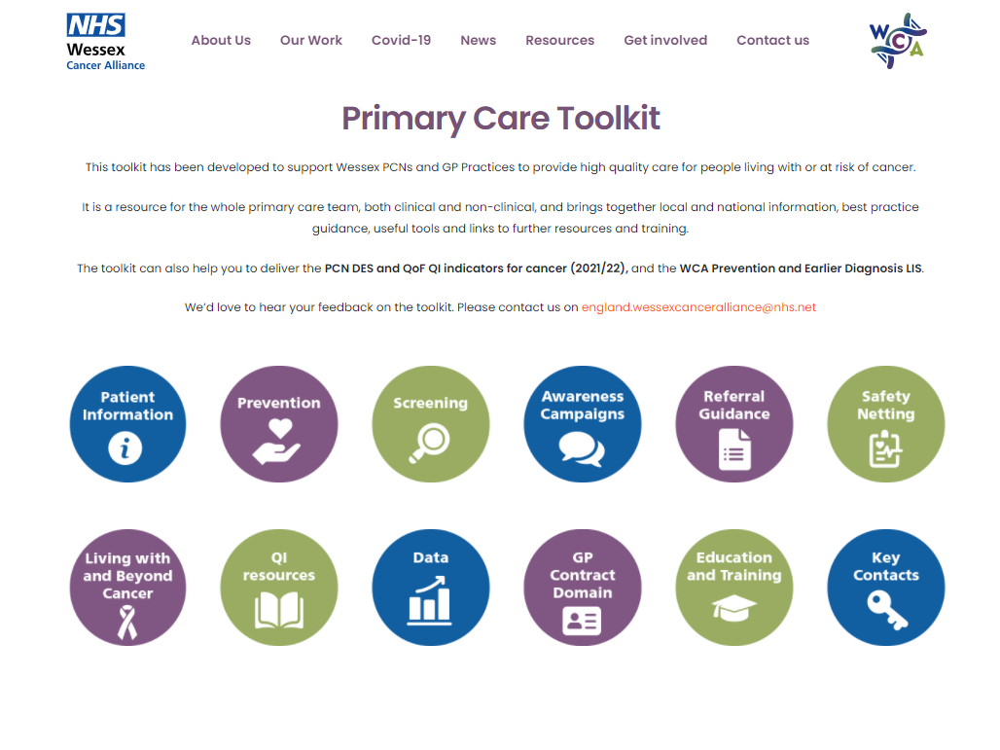 NHS
Wessex
Cancer Alliance
About Us
Our Work
Covid-19
News
Resources
Get involved
Contact us
WCA
Primary Care Toolkit
This toolkit has been developed to support Wessex PCNs and GP Practices to provide high quality care for people living with or at risk of cancer.
It is a resource for the whole primary care team, both clinical and non-clinical, and brings together local and national information, best practice
guidance, useful tools and links to further resources and training.
The toolkit can also help you to deliver the PCN DES and QoF QI indicators for cancer (2021/22), and the WCA Prevention and Earlier Diagnosis LIS.
We'd love to hear your feedback on the toolkit. Please contact us on england.wessexcanceralliance@nhs.net
Patient
Information
Prevention
Screening
Awareness
Campaigns
Referral
Guidance
Safety
Netting
Living with
and Beyond
Cancer
QI
resources
Data
GP
Contract
Domain
Education
and Training
Key
Contacts